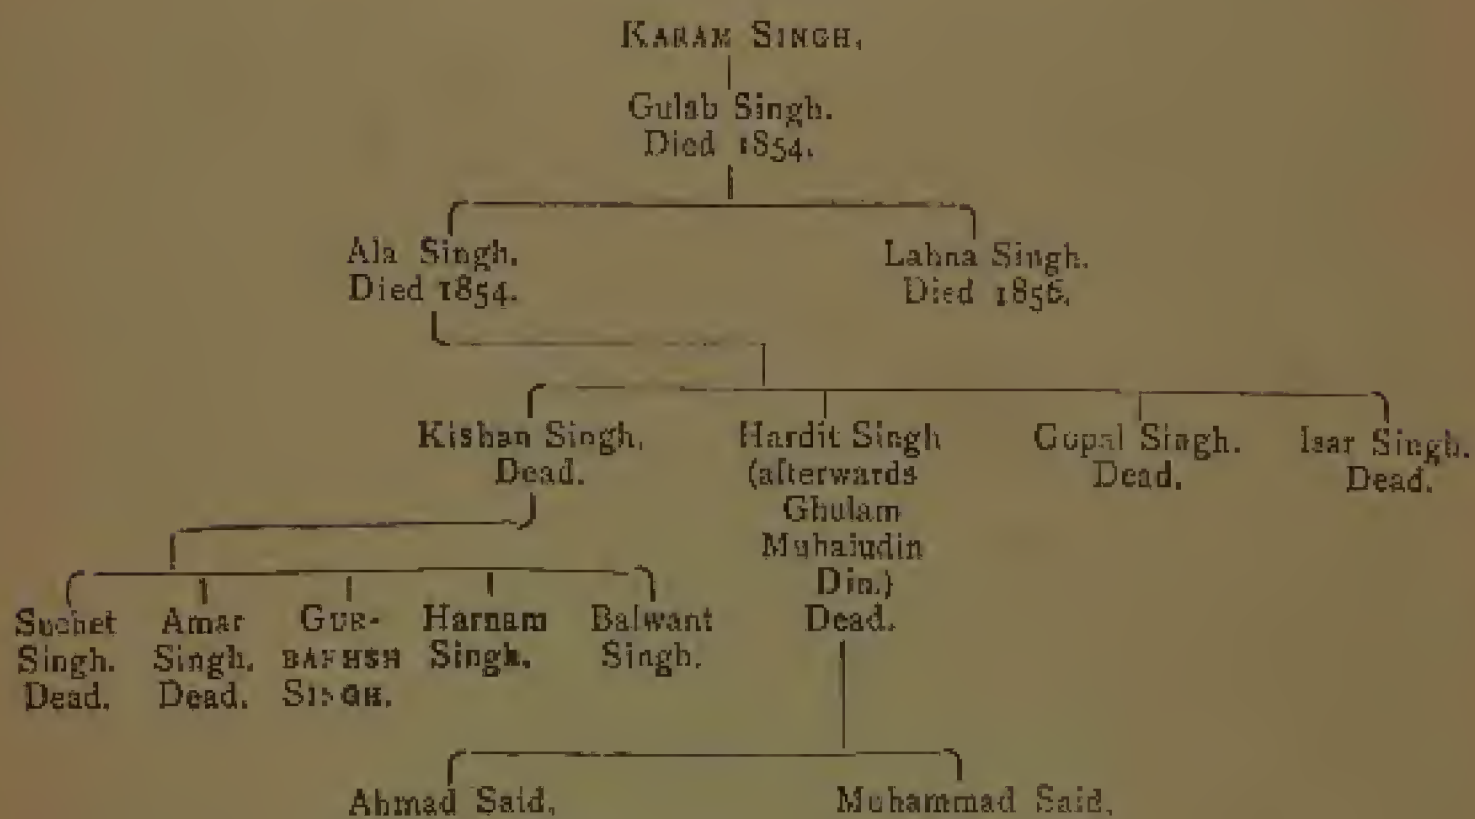 KARAM SINGH.
Gulab Singh.
Died 1854.
Ala Singh.
Died 1854.
Lahna Singh.
Died 1856.
Kishan Singh.
Dead.
Hardit Singh
(afterwards
Ghulam
Muhaiudin
Din.)
Dead.
Gopal Singh.
Dead.
Isar Singh.
Dead.
Suchet
Singh.
Dead.
Amar
Singh.
Dead.
GUR-
BAKHSH
SINGH.
Harnam
Singh.
Balwant
Singh.
Ahmad Said.
Muhammad Said.